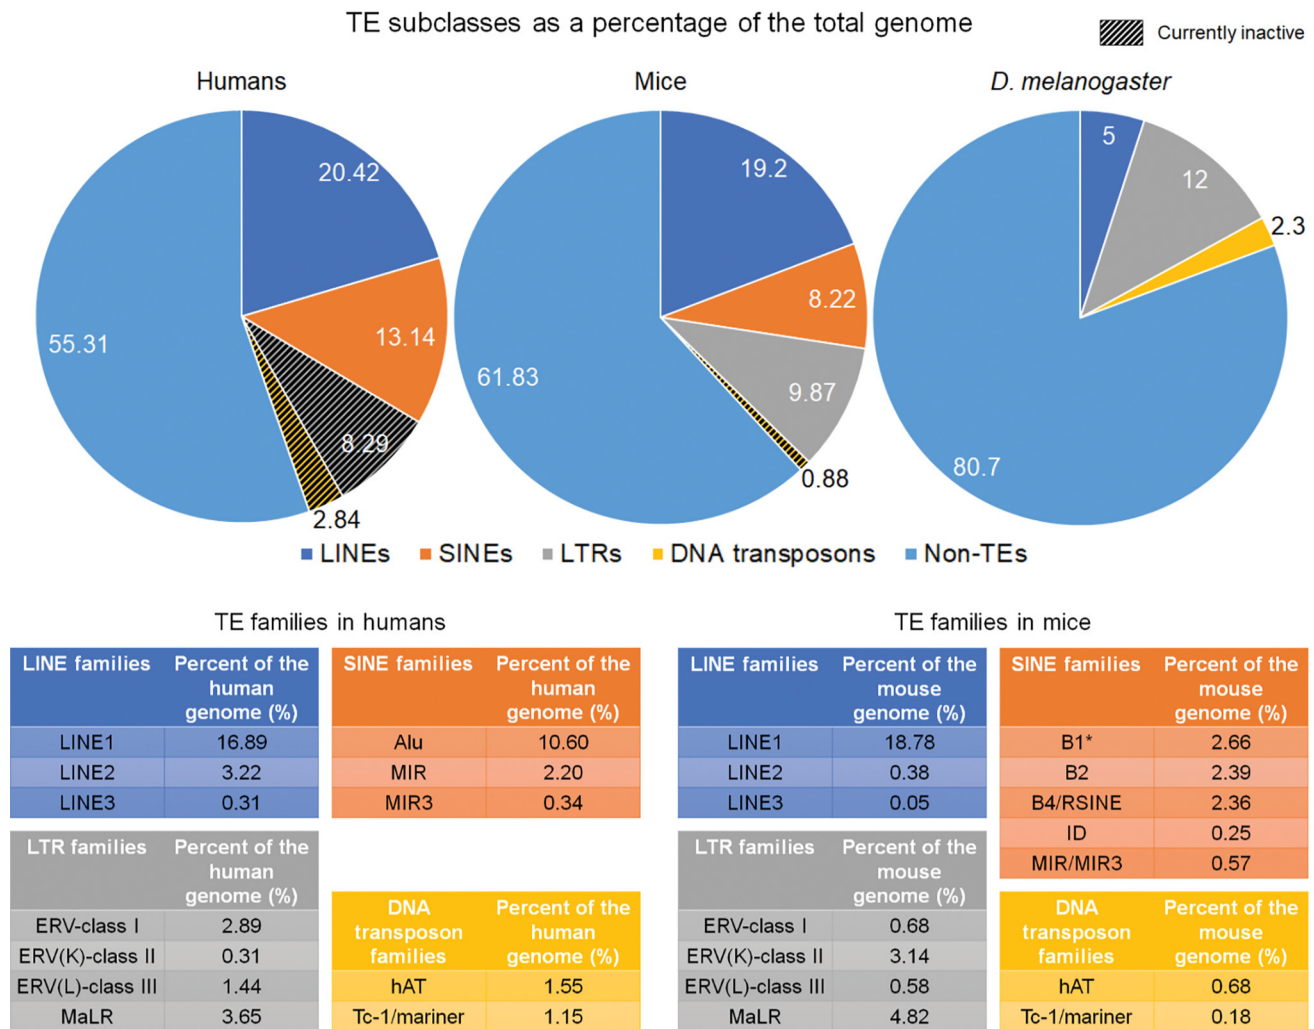 TE subclasses as a percentage of the total genome
Currently inactive
Humans
Mice
D. melanogaster
20.42
13.14
8.29
2.84
55.31
19.2
8.22
9.87
0.88
61.83
5
12
2.3
80.7
LINEs
SINEs
LTRs
DNA transposons
Non-TEs
TE families in humans
LINE families Percent of the
human
genome (%)
LINE1 16.89
LINE2 3.22
LINE3 0.31
SINE families Percent of the
human
genome (%)
Alu 10.60
MIR 2.20
MIR3 0.34
LTR families Percent of the
human
genome (%)
ERV-class I 2.89
ERV(K)-class II 0.31
ERV(L)-class III 1.44
MaLR 3.65
DNA Percent of the
transposon human
families genome (%)
hAT 1.55
Tc-1/mariner 1.15
TE families in mice
LINE families Percent of the
mouse
genome (%)
LINE1 18.78
LINE2 0.38
LINE3 0.05
SINE families Percent of the
mouse
genome (%)
B1* 2.66
B2 2.39
B4/RSINE 2.36
ID 0.25
MIR/MIR3 0.57
LTR families Percent of the
mouse
genome (%)
ERV-class I 0.68
ERV(K)-class II 3.14
ERV(L)-class III 0.58
MaLR 4.82
DNA Percent of the
transposon mouse
families genome (%)
hAT 0.68
Tc-1/mariner 0.18